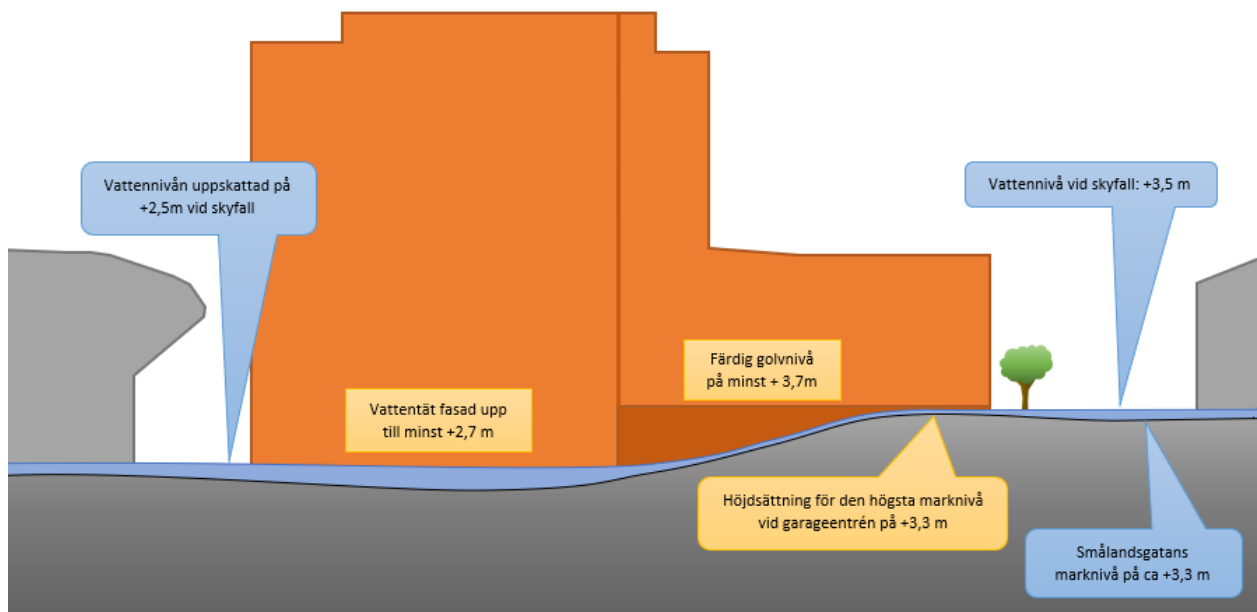 Vattennivån uppskattad på
+2,5m vid skyfall
Vattennivå vid skyfall: +3,5 m
Färdig golvnivå
på minst + 3,7m
Vattentät fasad upp
till minst +2,7 m
Höjdsättning för den högsta marknivå
vid garageentrén på +3,3 m
Smålandsgatans
marknivå på ca +3,3 m